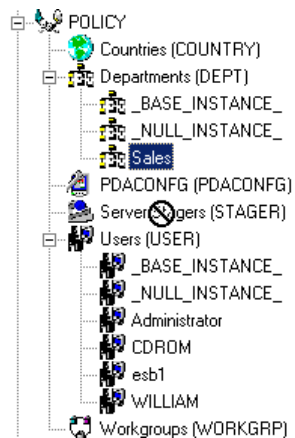 POLICY
Countries (COUNTRY)
Departments (DEPT)
_BASE_INSTANCE_
_NULL_INSTANCE_
Sales
PDACONFG (PDACONFG)
(STAGER)
Users (USER)
_BASE_INSTANCE_
_NULL_INSTANCE_
Administrator
CDROM
esb1
WILLIAM
Workgroups (WORKGRP)